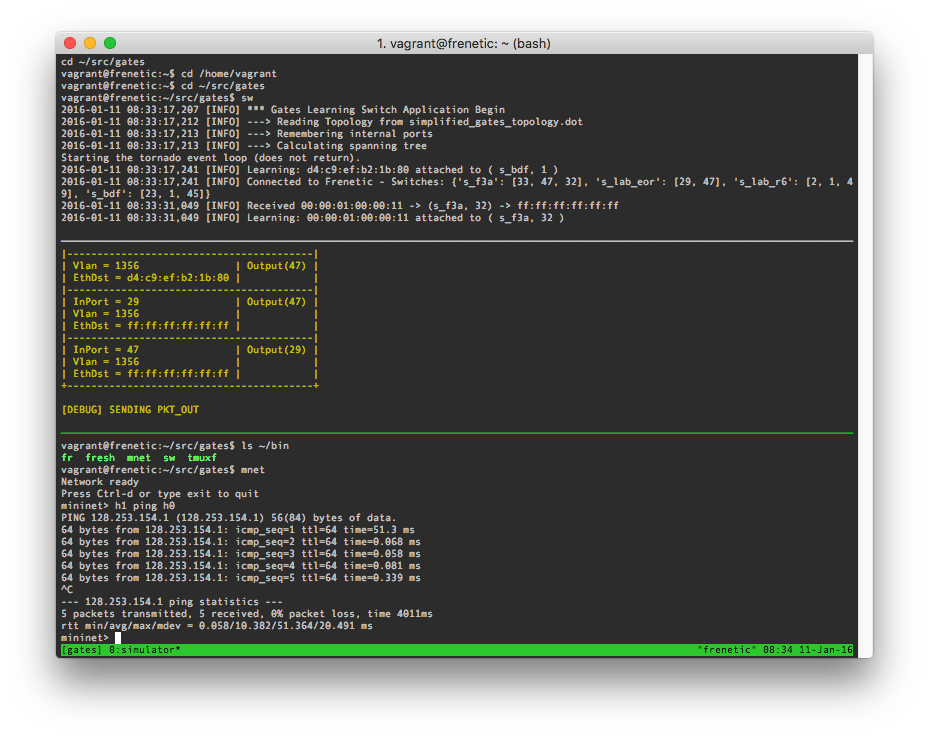 1. vagrant@frenetic: ~ (bash)
cd ~/src/gates
vagrant@frenetic:~$ cd /home/vagrant
vagrant@frenetic:~$ cd ~/src/gates
vagrant@frenetic:~/src/gates$ sw
2016-01-11 08:33:17,207 [INFO] *** Gates Learning Switch Application Begin
2016-01-11 08:33:17,212 [INFO] ---> Reading Topology from simplified_gates_topology.dot
2016-01-11 08:33:17,213 [INFO] ---> Remembering internal ports
2016-01-11 08:33:17,213 [INFO] ---> Calculating spanning tree
Starting the tornado event loop (does not return).
2016-01-11 08:33:17,241 [INFO] Learning: d4:c9:ef:b2:1b:80 attached to ( s_bdf, 1 )
2016-01-11 08:33:17,241 [INFO] Connected to Frenetic - Switches: {'s_f3a': [33, 47, 32], 's_lab_eor': [29, 47], 's_lab_r6': [2, 1, 4
9], 's_bdf': [23, 1, 45]}
2016-01-11 08:33:31,049 [INFO] Received 00:00:01:00:00:11 -> (s_f3a, 32) -> ff:ff:ff:ff:ff:ff
2016-01-11 08:33:31,049 [INFO] Learning: 00:00:01:00:00:11 attached to ( s_f3a, 32 )
|-----------------------------------------|
| Vlan = 1356                | Output(47) |
| EthDst = d4:c9:ef:b2:1b:80 |            |
|-----------------------------------------|
| InPort = 29                | Output(47) |
| Vlan = 1356                |            |
| EthDst = ff:ff:ff:ff:ff:ff |            |
|-----------------------------------------|
| InPort = 47                | Output(29) |
| Vlan = 1356                |            |
| EthDst = ff:ff:ff:ff:ff:ff |            |
+-----------------------------------------+
[DEBUG] SENDING PKT_OUT
vagrant@frenetic:~/src/gates$ ls ~/bin
fr  fresh  mnet  sw  tmuxf
vagrant@frenetic:~/src/gates$ mnet
Network ready
Press Ctrl-d or type exit to quit
mininet> h1 ping h0
PING 128.253.154.1 (128.253.154.1) 56(84) bytes of data.
64 bytes from 128.253.154.1: icmp_seq=1 ttl=64 time=51.3 ms
64 bytes from 128.253.154.1: icmp_seq=2 ttl=64 time=0.068 ms
64 bytes from 128.253.154.1: icmp_seq=3 ttl=64 time=0.058 ms
64 bytes from 128.253.154.1: icmp_seq=4 ttl=64 time=0.081 ms
64 bytes from 128.253.154.1: icmp_seq=5 ttl=64 time=0.339 ms
^C
--- 128.253.154.1 ping statistics ---
5 packets transmitted, 5 received, 0% packet loss, time 4011ms
rtt min/avg/max/mdev = 0.058/10.382/51.364/20.491 ms
mininet>
[gates] 0:simulator* "frenetic" 08:34 11-Jan-16